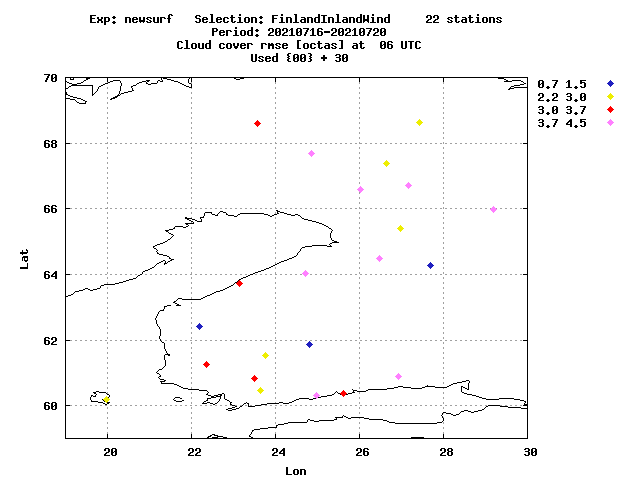 Exp: newsurf   Selection: FinlandInlandWind     22 stations
Period: 20210716-20210720
Cloud cover rmse [octas] at  06 UTC
Used {00} + 30
0.7 1.5
2.2 3.0
3.0 3.7
3.7 4.5
70
68
66
64
62
60
Lat
20 22 24 26 28 30
Lon